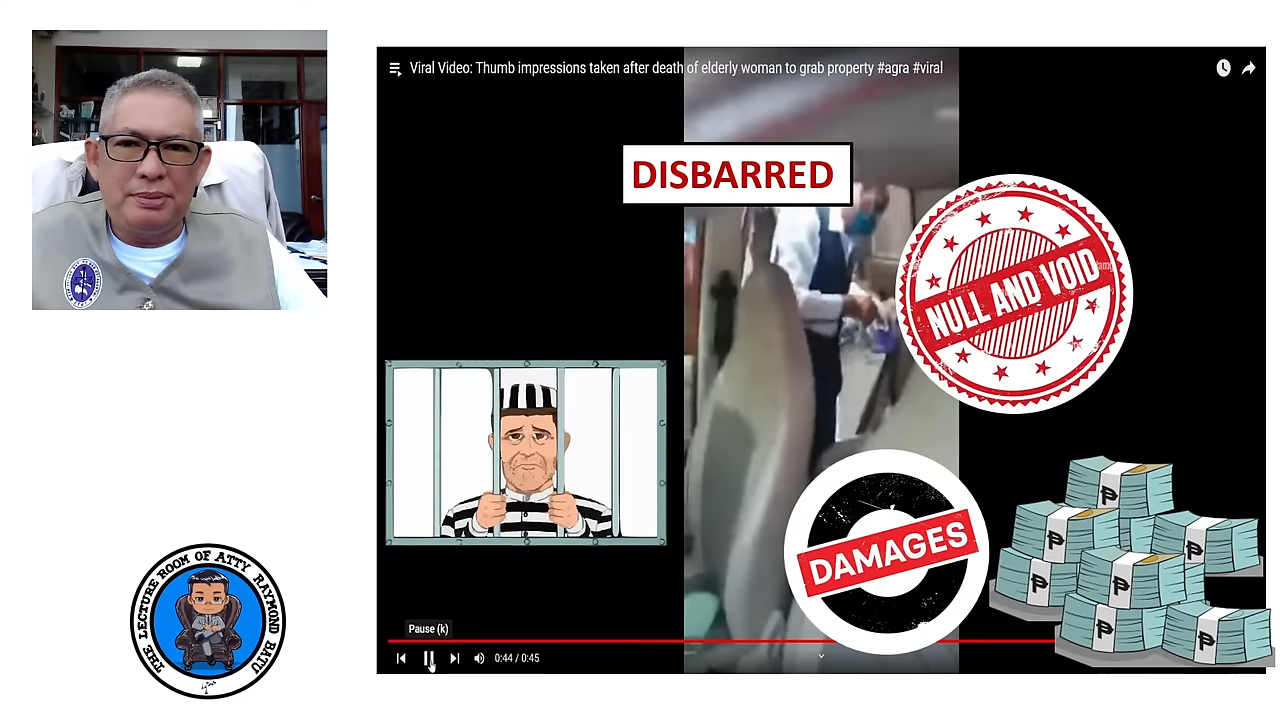 Viral Video: Thumb impressions taken after death of elderly woman to grab property #agra #viral
DISBARRED
NULL AND VOID
DAMAGES
₱
₱
₱
₱
₱
₱
₱
THE LECTURE ROOM OF ATTY RAYMOND BATU
Pause (k)
0:44 / 0:45